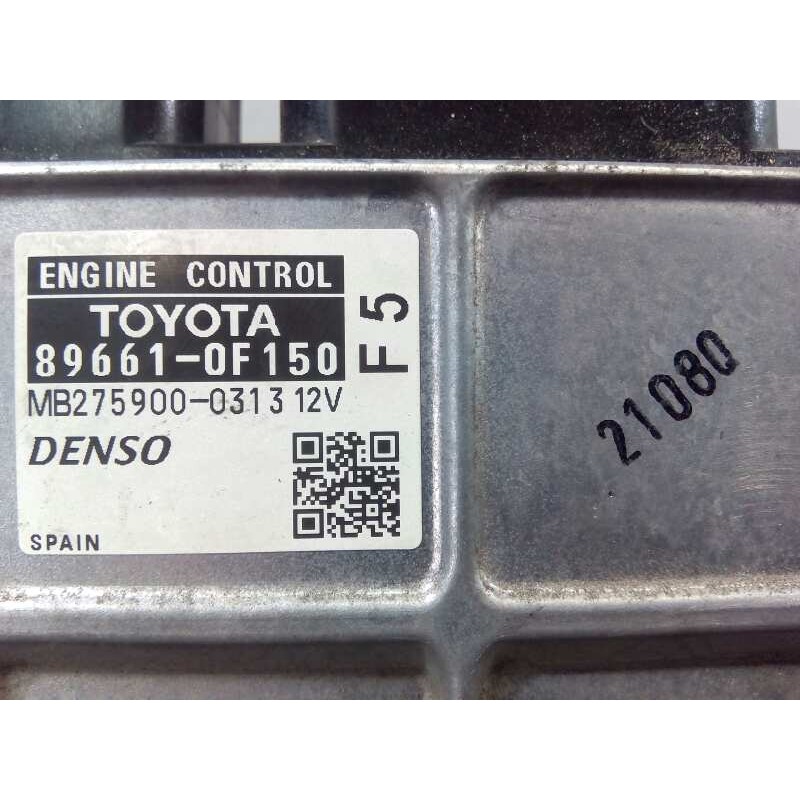 ENGINE CONTROL
TOYOTA
89661-0F150
F5
MB275900-0313 12V
DENSO
SPAIN
21080